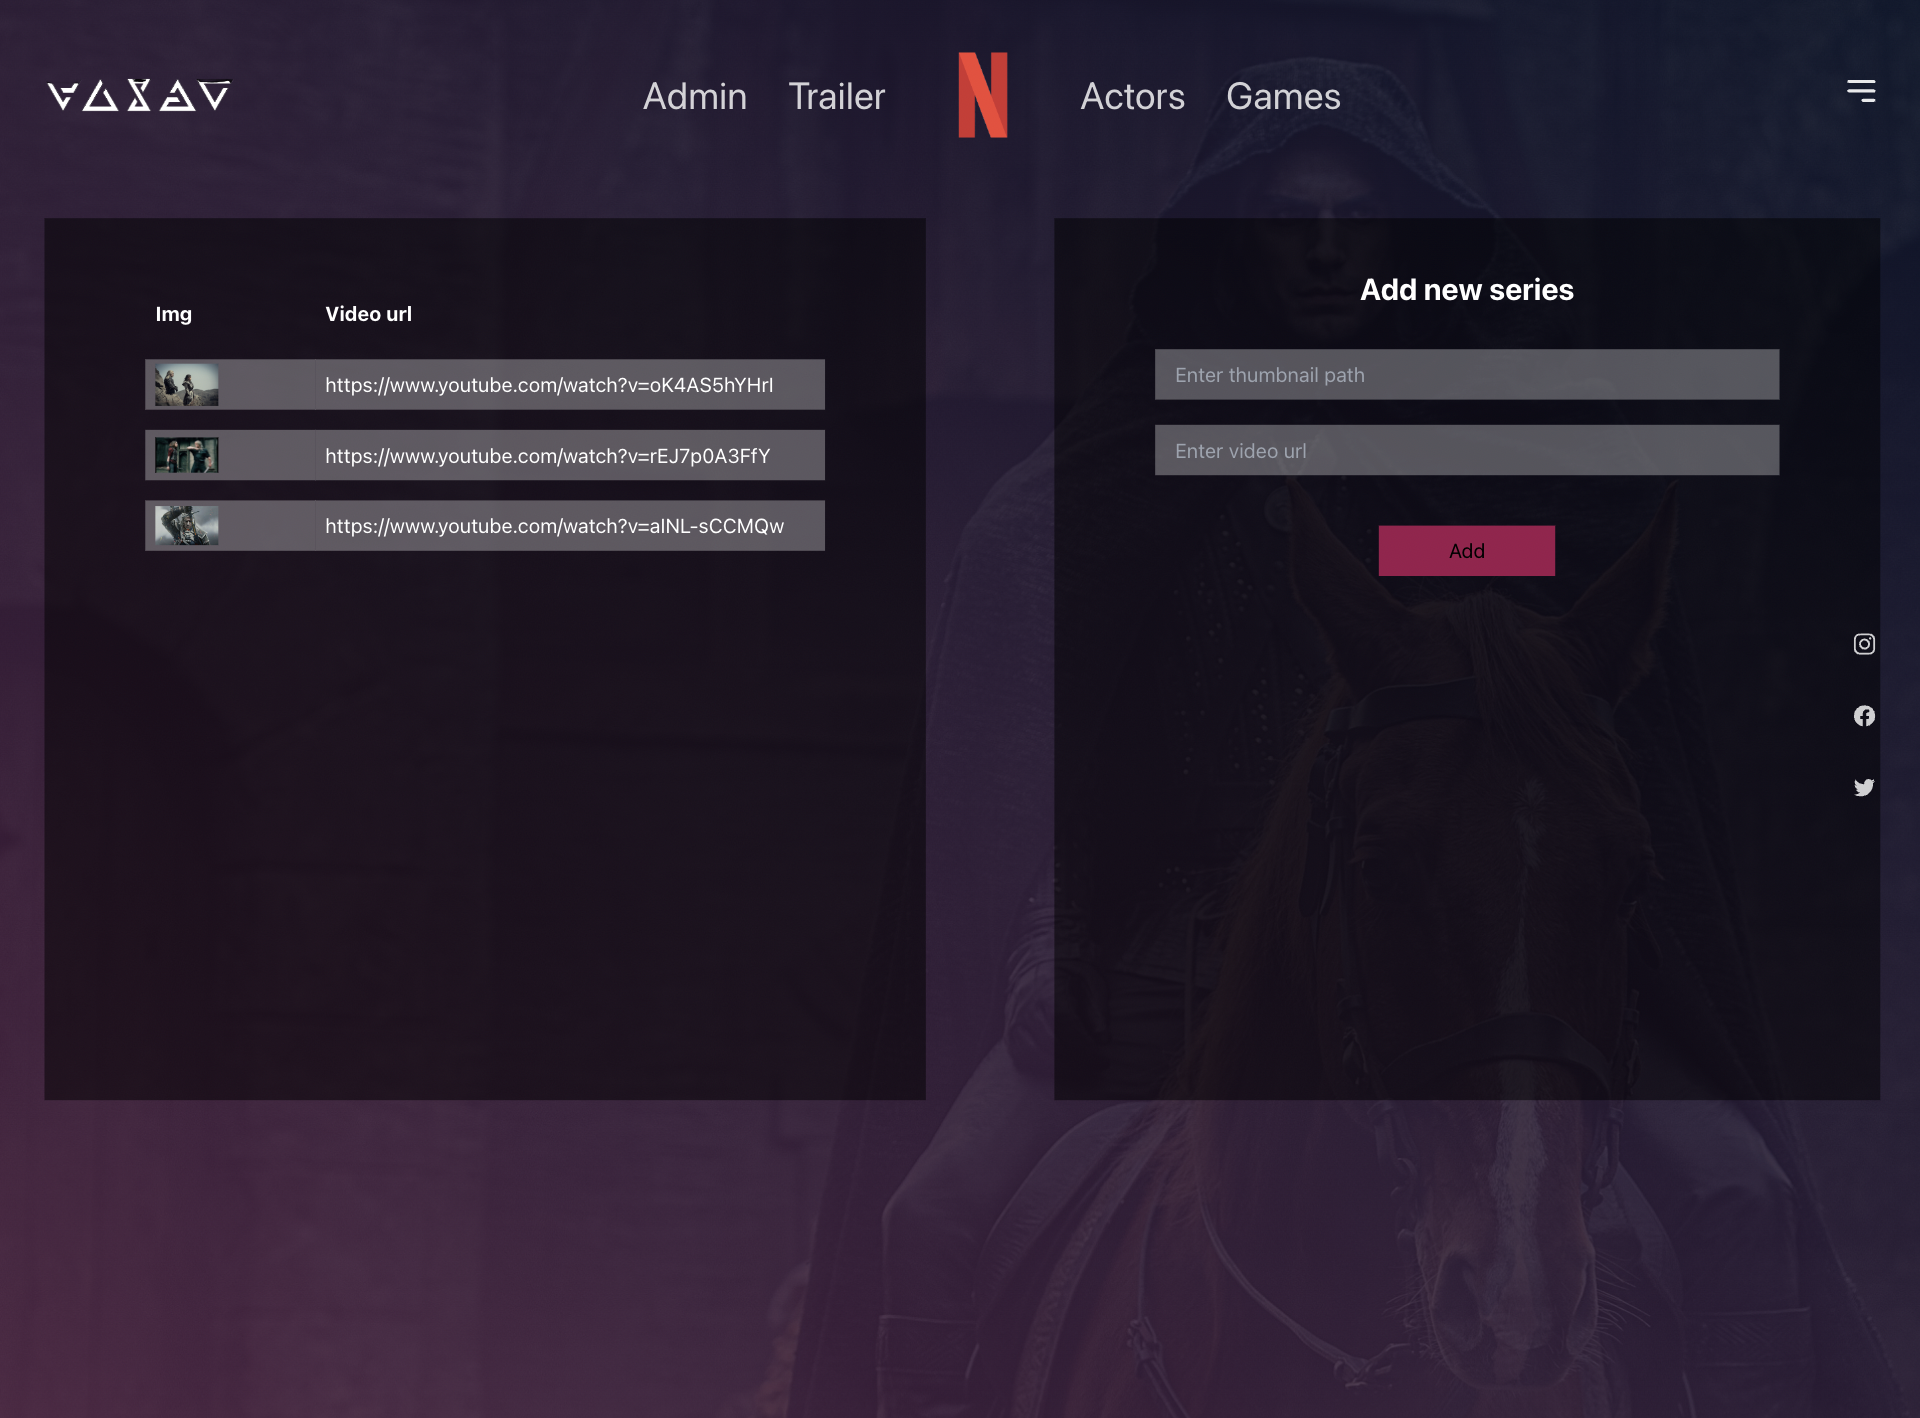 Admin Trailer N Actors Games
Img Video url
https://www.youtube.com/watch?v=oK4AS5hYHrI
https://www.youtube.com/watch?v=rEJ7p0A3FfY
https://www.youtube.com/watch?v=aINL-sCCMQw
Add new series
Enter thumbnail path
Enter video url
Add